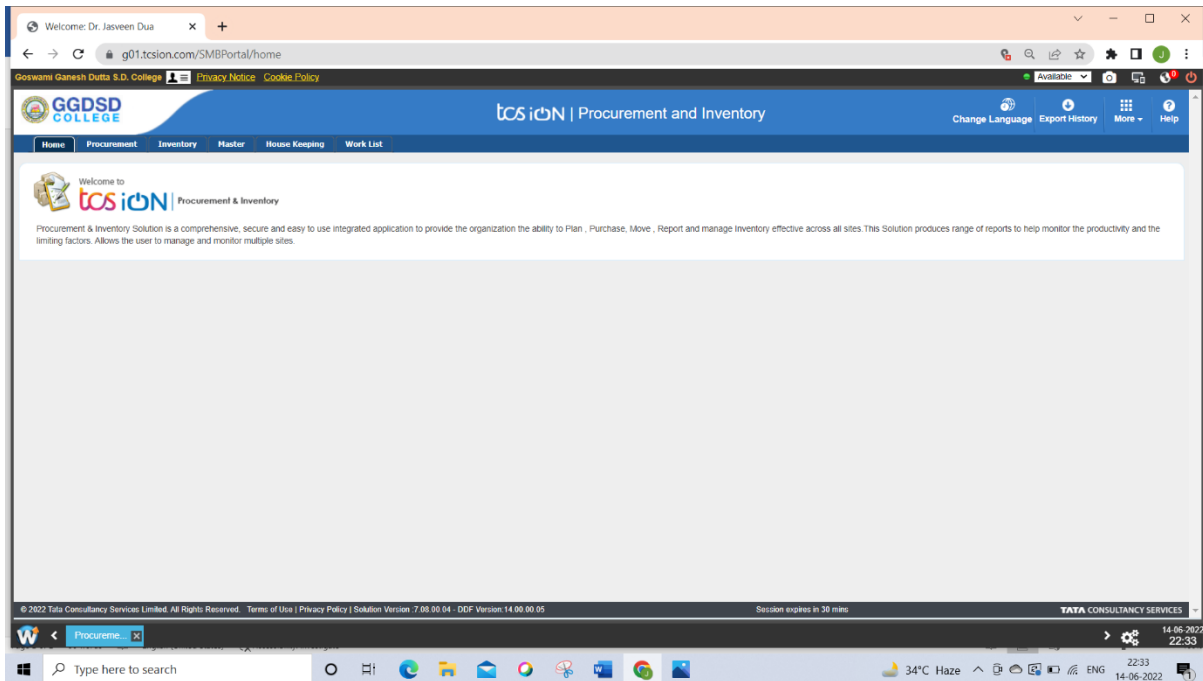 Welcome: Dr. Jasveen Dua
g01.tcsion.com/SMBPortal/home
Goswami Ganesh Dutta S.D. College Privacy Notice Cookie Policy Available 0
GGDSD
COLLEGE
tcs iON | Procurement and Inventory
Change Language Export History More Help
Home Procurement Inventory Master House Keeping Work List
Welcome to
tcs iON | Procurement & Inventory
Procurement & Inventory Solution is a comprehensive, secure and easy to use integrated application to provide the organization the ability to Plan , Purchase, Move , Report and manage Inventory effective across all sites.This Solution produces range of reports to help monitor the productivity and the
limiting factors. Allows the user to manage and monitor multiple sites.
© 2022 Tata Consultancy Services Limited. All Rights Reserved. Terms of Use | Privacy Policy | Solution Version :7.08.00.04 - DDF Version:14.00.00.05 Session expires in 30 mins TATA CONSULTANCY SERVICES
Procureme... 14-06-2022
22:33
Type here to search 34°C Haze ENG 22:33
14-06-2022